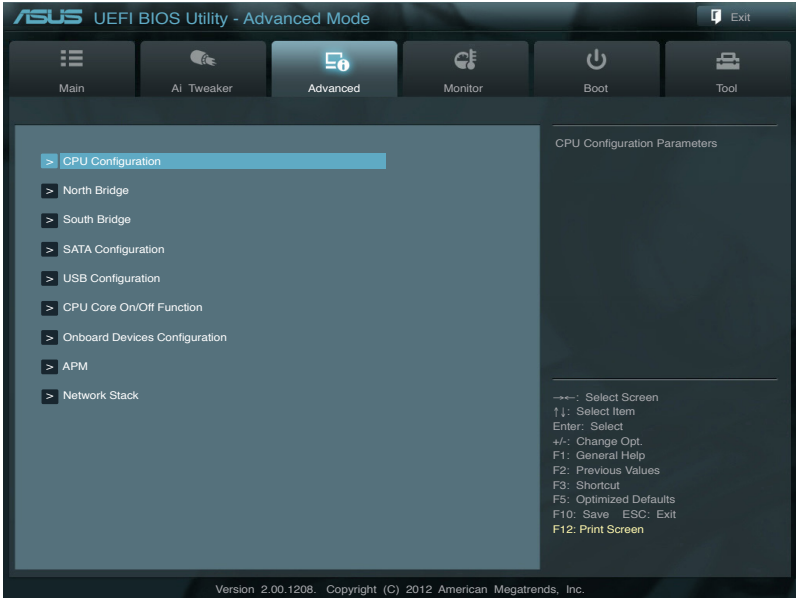 ASUS UEFI BIOS Utility - Advanced Mode
Exit
Main
Ai Tweaker
Advanced
Monitor
Boot
Tool
> CPU Configuration
> North Bridge
> South Bridge
> SATA Configuration
> USB Configuration
> CPU Core On/Off Function
> Onboard Devices Configuration
> APM
> Network Stack
CPU Configuration Parameters
→←: Select Screen
↑↓: Select Item
Enter: Select
+/-: Change Opt.
F1: General Help
F2: Previous Values
F3: Shortcut
F5: Optimized Defaults
F10: Save ESC: Exit
F12: Print Screen
Version 2.00.1208. Copyright (C) 2012 American Megatrends, Inc.